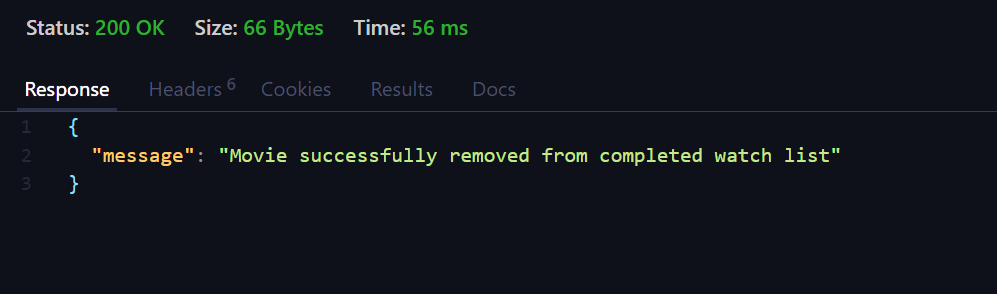 Status: 200 OK Size: 66 Bytes Time: 56 ms
Response Headers 6 Cookies Results Docs
1 {
2 "message": "Movie successfully removed from completed watch list"
3 }